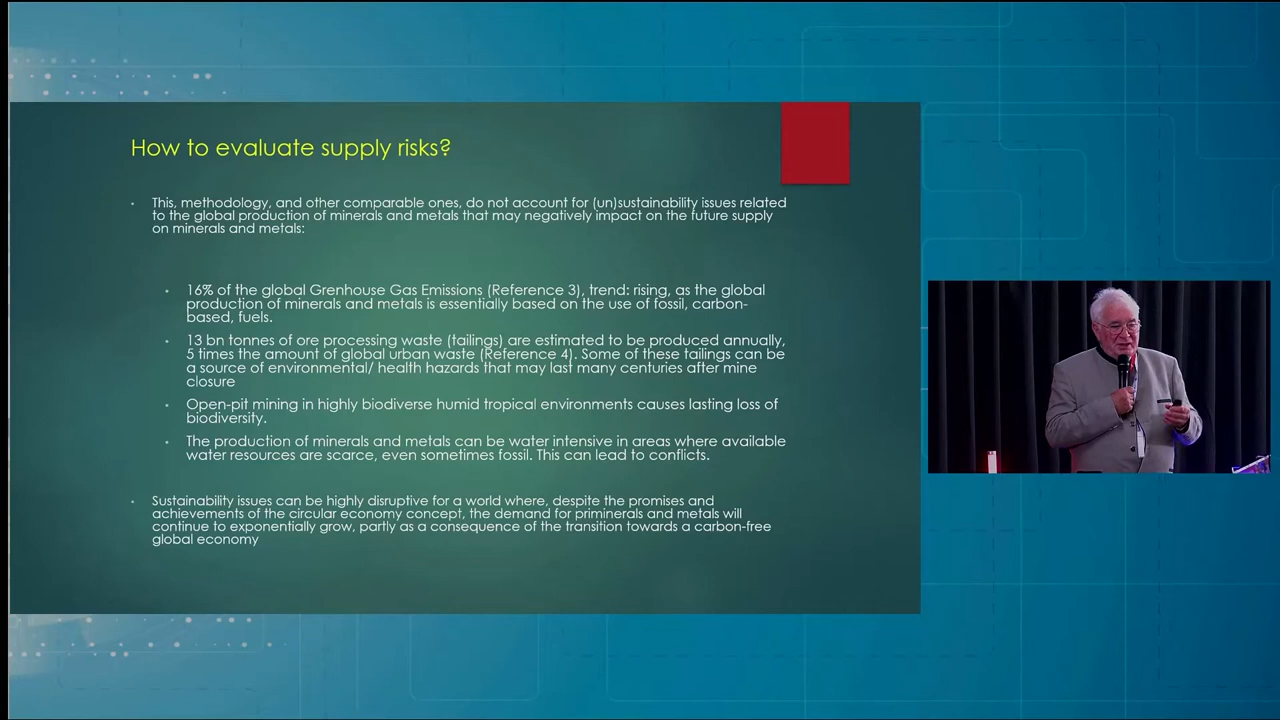 How to evaluate supply risks?
This, methodology, and other comparable ones, do not account for (un)sustainability issues related
to the global production of minerals and metals that may negatively impact on the future supply
on minerals and metals:
16% of the global Grenhouse Gas Emissions (Reference 3), trend: rising, as the global
production of minerals and metals is essentially based on the use of fossil, carbon-
based, fuels.
13 bn tonnes of ore processing waste (tailings) are estimated to be produced annually,
5 times the amount of global urban waste (Reference 4). Some of these tailings can be
a source of environmental/ health hazards that may last many centuries after mine
closure
Open-pit mining in highly biodiverse humid tropical environments causes lasting loss of
biodiversity.
The production of minerals and metals can be water intensive in areas where available
water resources are scarce, even sometimes fossil. This can lead to conflicts.
Sustainability issues can be highly disruptive for a world where, despite the promises and
achievements of the circular economy concept, the demand for priminerals and metals will
continue to exponentially grow, partly as a consequence of the transition towards a carbon-free
global economy